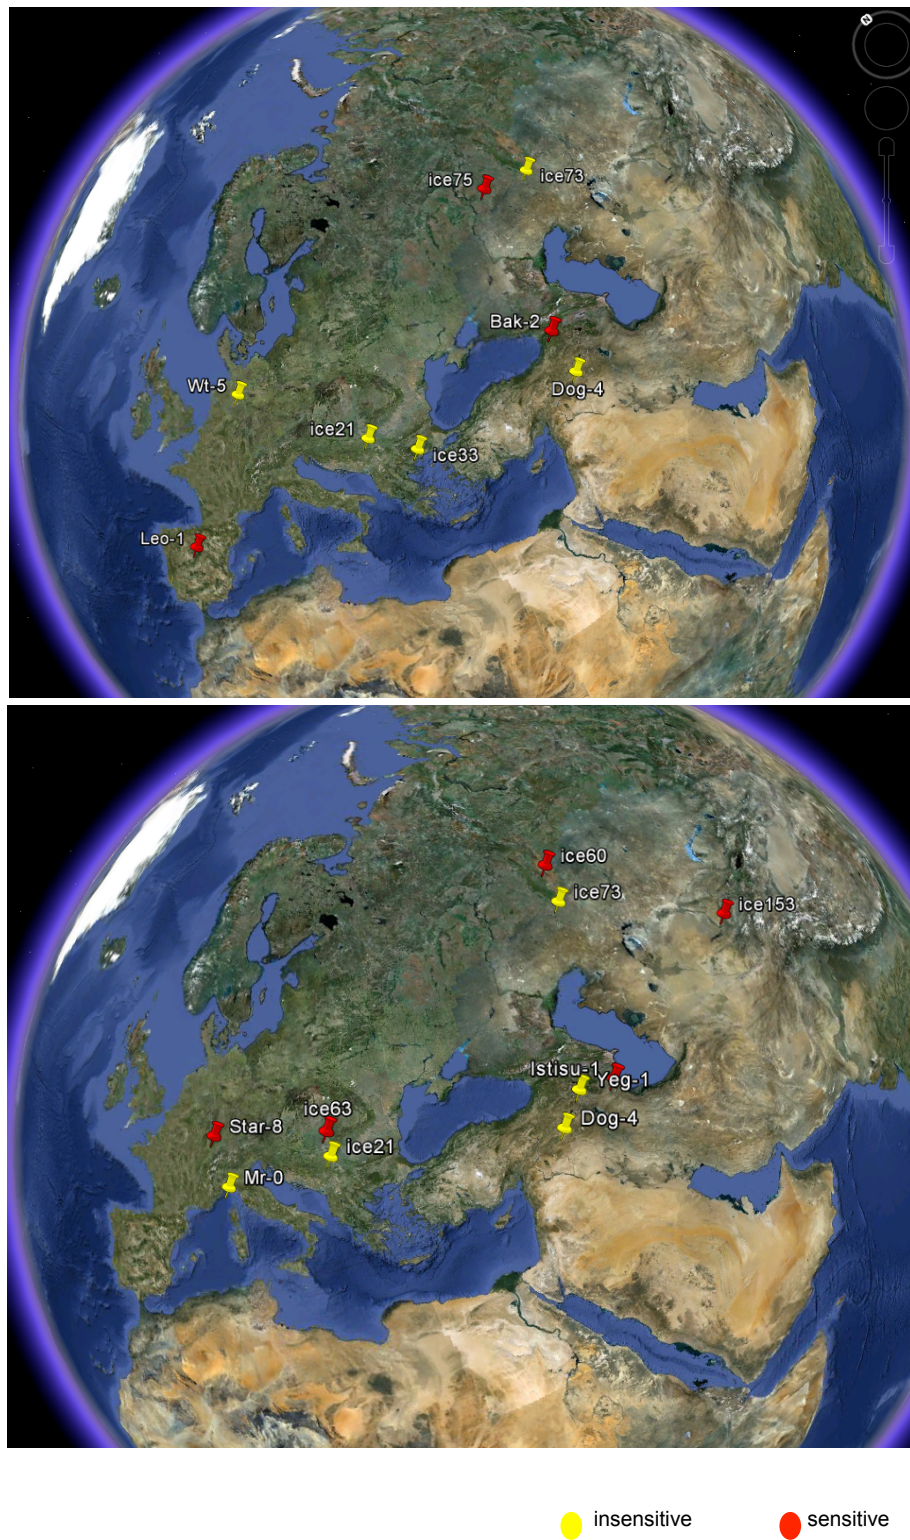 N
ice75
ice73
Bak-2
Wt-5
Dog-4
ice21
ice33
Leo-1
ice60
ice73
ice153
Istisu-1
Yeg-1
ice63
Star-8
Dog-4
ice21
Mr-0
insensitive
sensitive